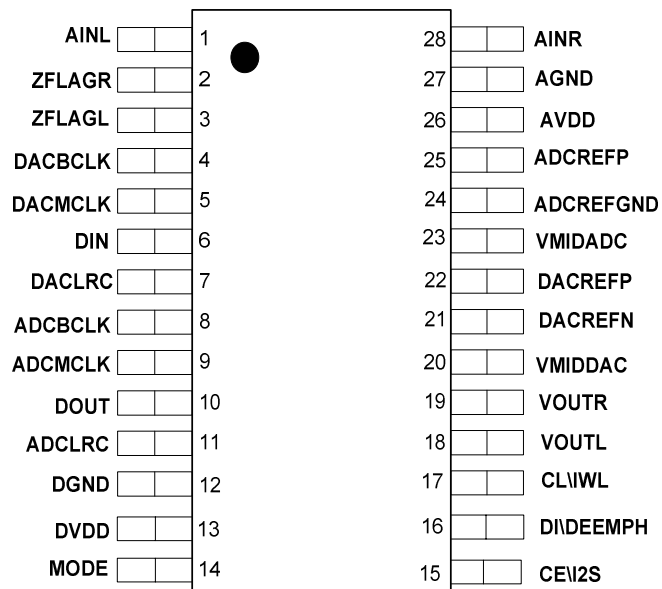 AINL 1 28 AINR
ZFLAGR 2 27 AGND
ZFLAGL 3 26 AVDD
DACBCLK 4 25 ADCREFP
DACMCLK 5 24 ADCREFGND
DIN 6 23 VMIDADC
DACLRC 7 22 DACREFP
ADCBCLK 8 21 DACREFN
ADCMCLK 9 20 VMIDDAC
DOUT 10 19 VOUTR
ADCLRC 11 18 VOUTL
DGND 12 17 CL\IWL
DVDD 13 16 DI\DEEMPH
MODE 14 15 CE\I2S